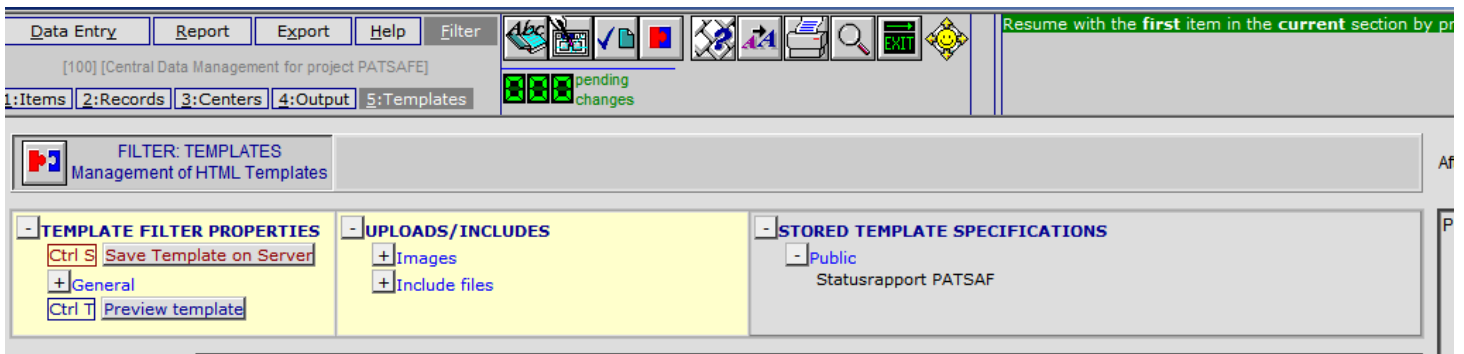 Data Entry Report Export Help Filter
[100] [Central Data Management for project PATSAFE]
1:Items 2:Records 3:Centers 4:Output 5:Templates
Abc
EXIT
888 pending
changes
Resume with the first item in the current section by pr
FILTER: TEMPLATES
Management of HTML Templates
Af
- TEMPLATE FILTER PROPERTIES
Ctrl S Save Template on Server
+ General
Ctrl T Preview template
- UPLOADS/INCLUDES
+ Images
+ Include files
- STORED TEMPLATE SPECIFICATIONS
- Public
Statusrapport PATSAF
P